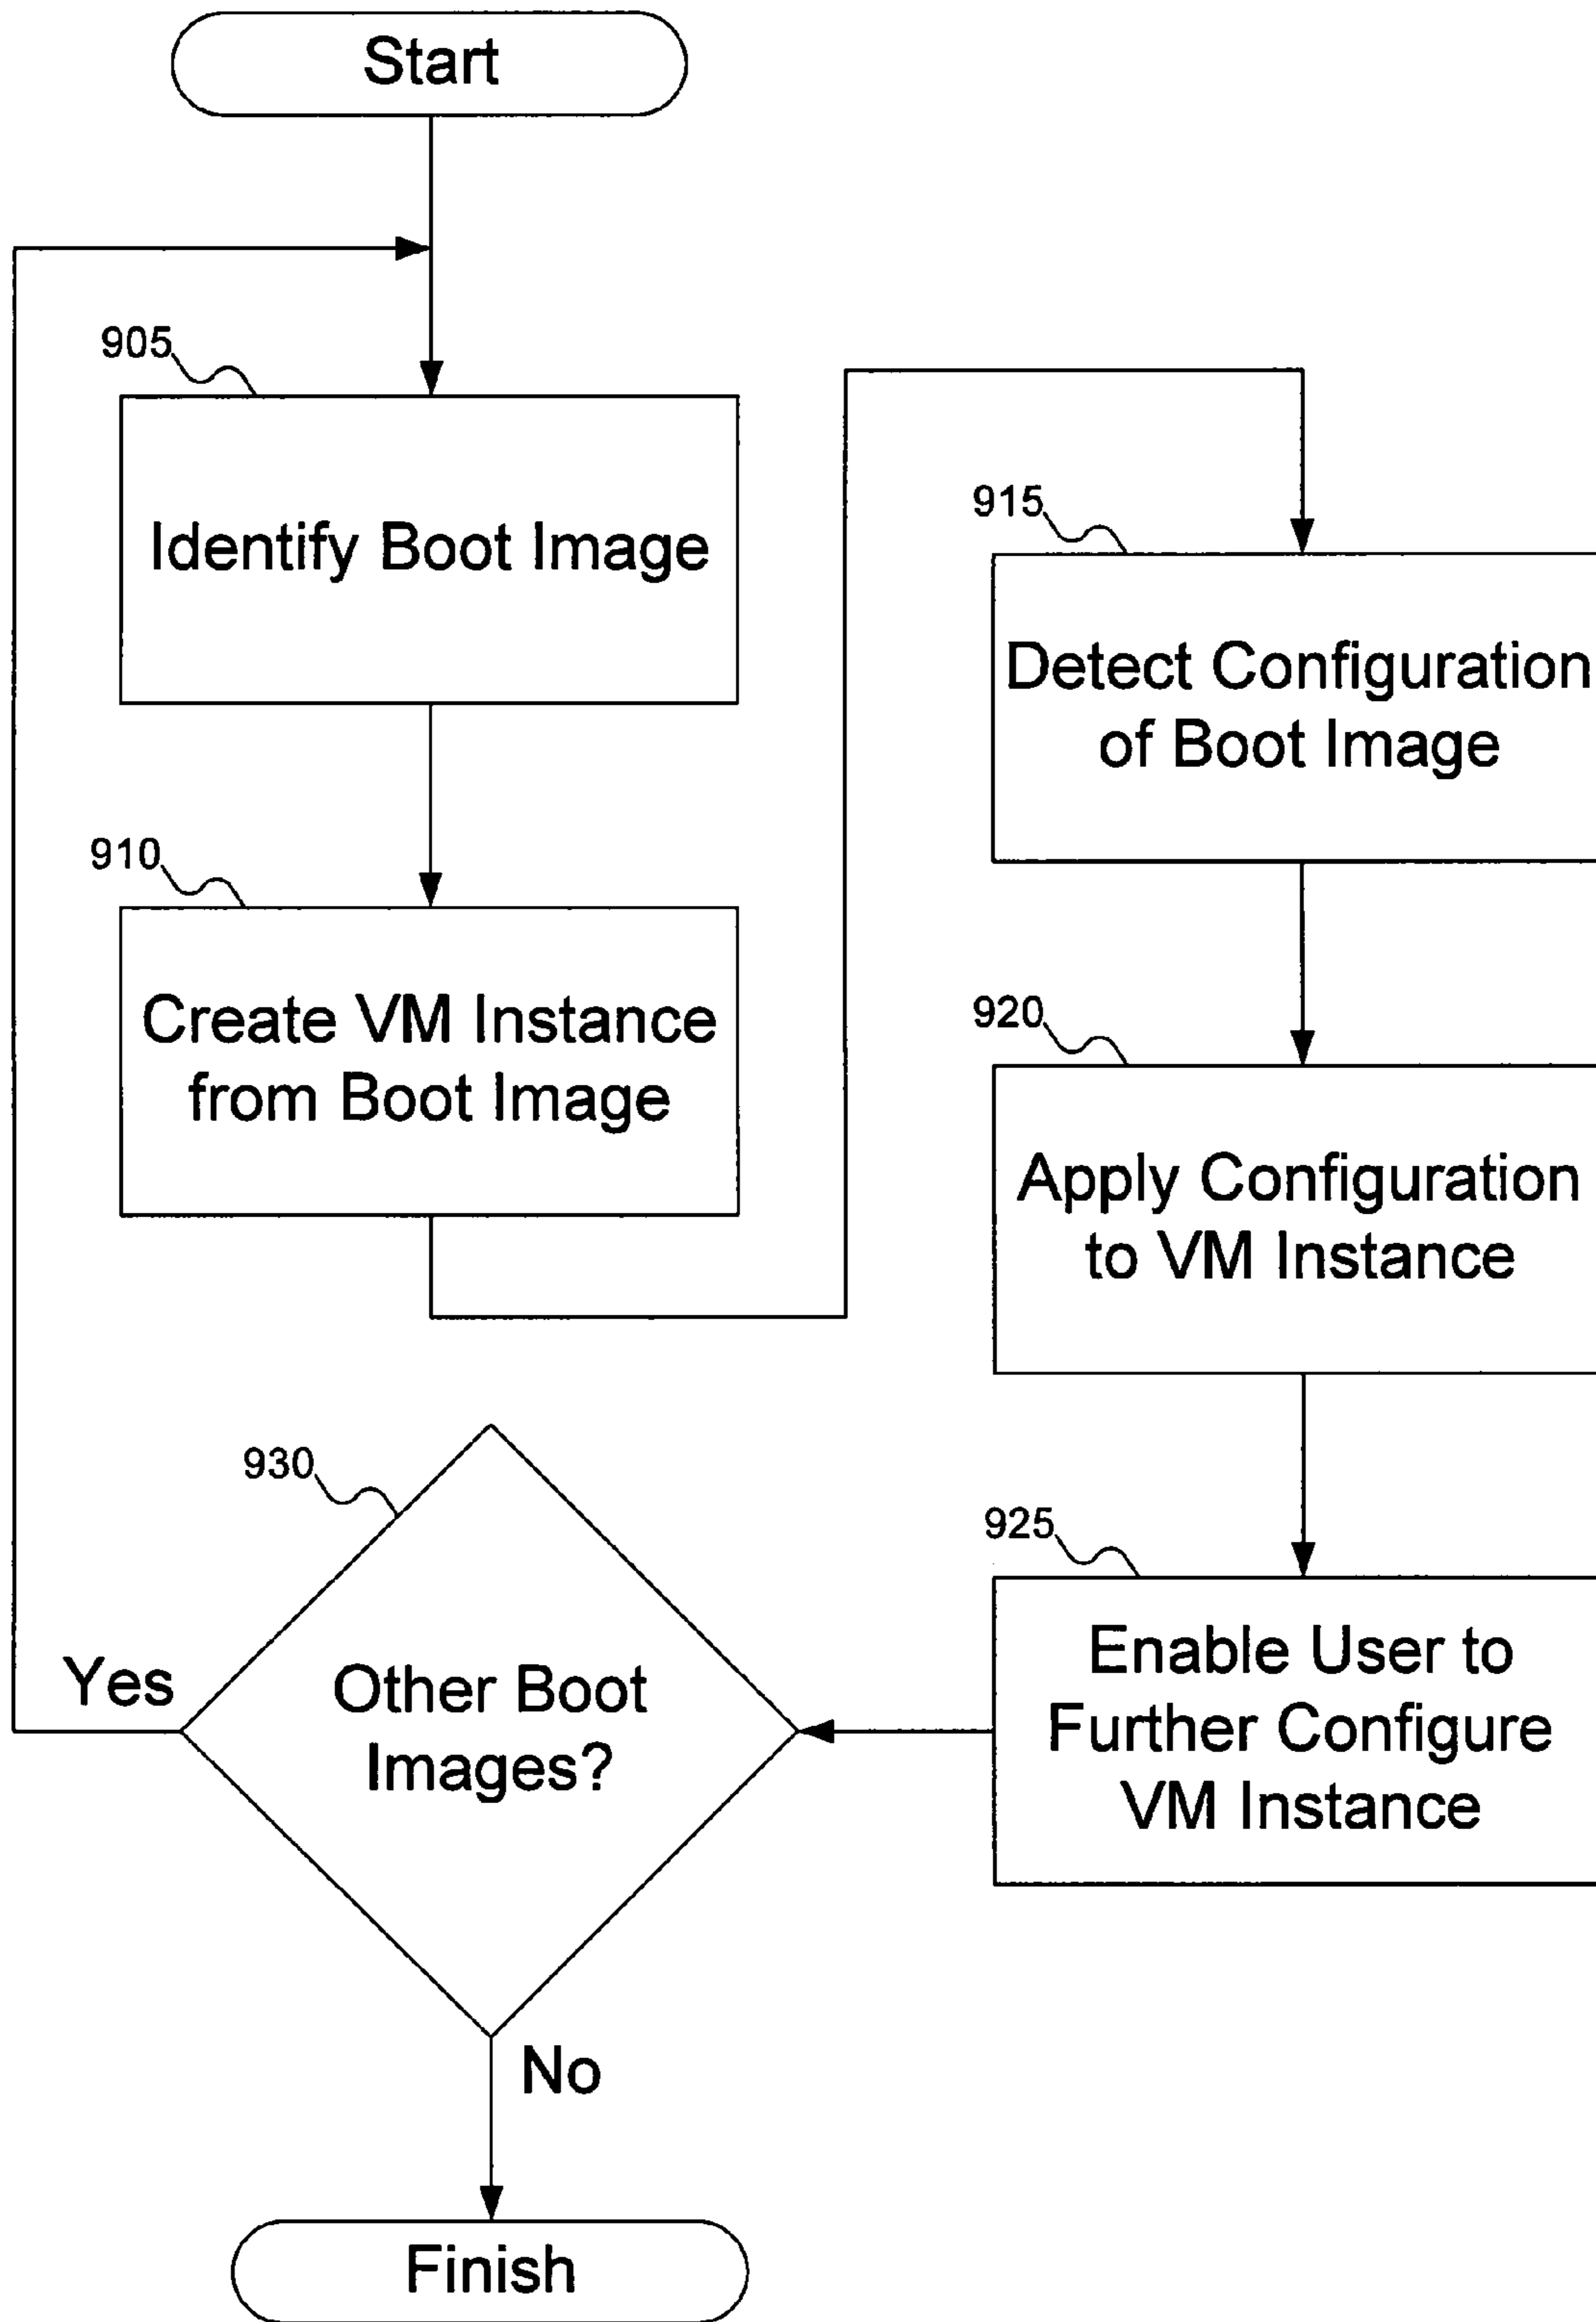 Start
905
Identify Boot Image
910
Create VM Instance
from Boot Image
915
Detect Configuration
of Boot Image
920
Apply Configuration
to VM Instance
925
Enable User to
Further Configure
VM Instance
930
Other Boot
Images?
Yes
No
Finish